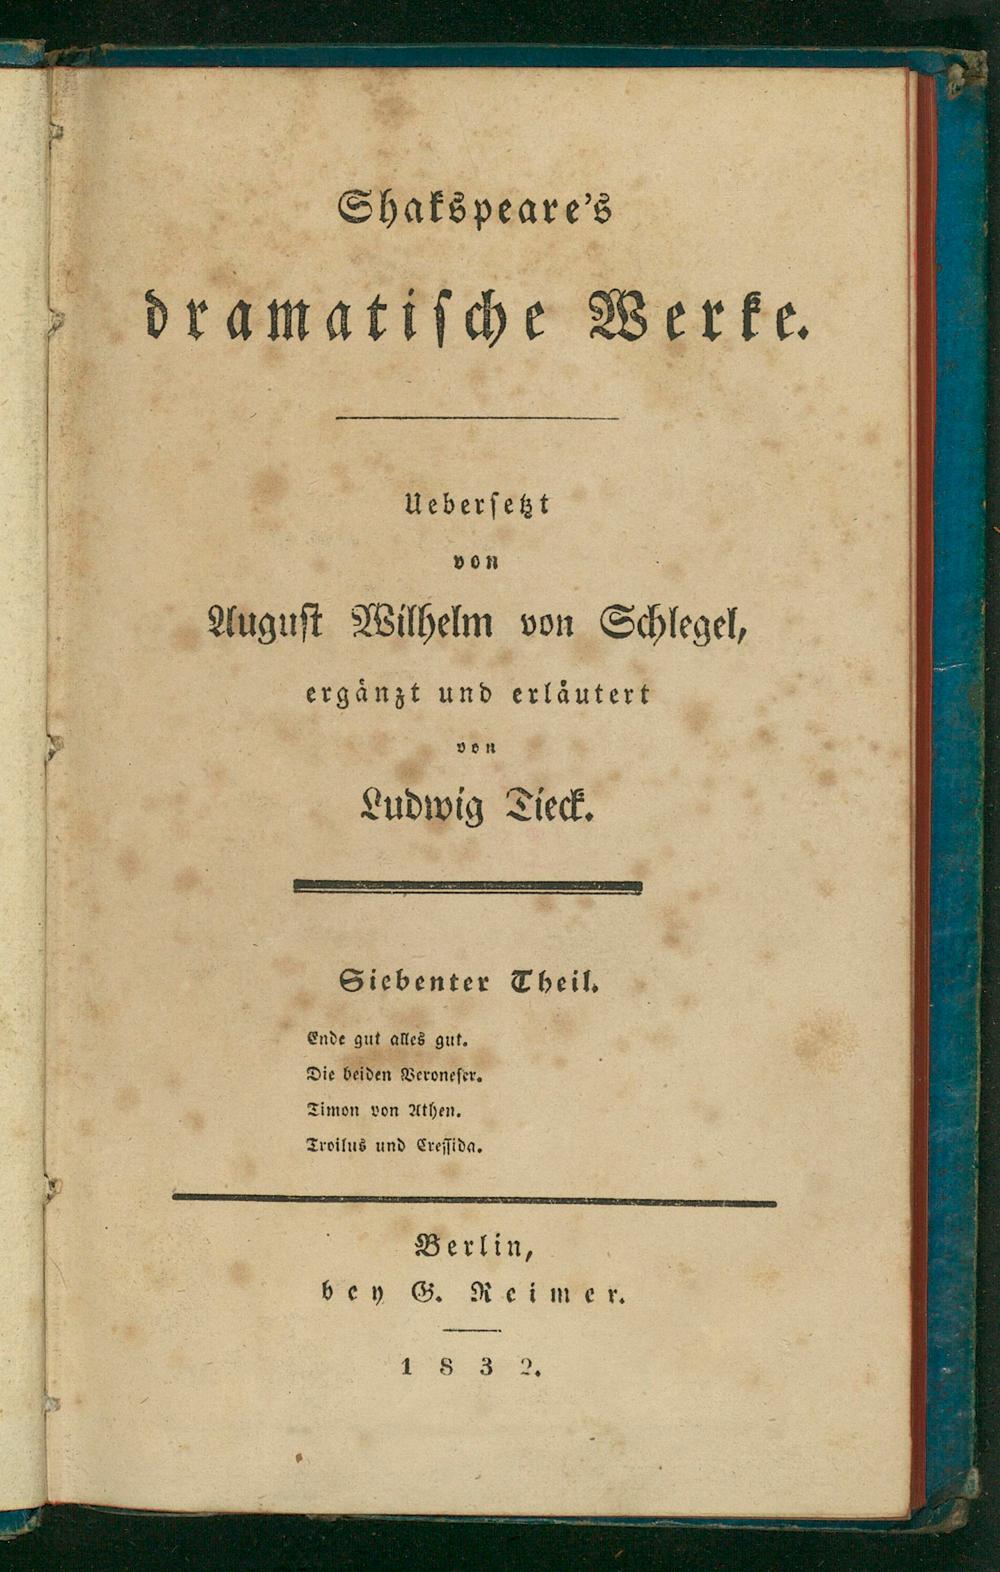 Shakspeare's
dramatische Werke.
Uebersetzt
von
August Wilhelm von Schlegel,
ergänzt und erläutert
von
Ludwig Tieck.
Siebenter Theil.
Ende gut alles gut.
Die beiden Veroneser.
Timon von Athen.
Troilus und Cressida.
Berlin,
bey G. Reimer.
1832.